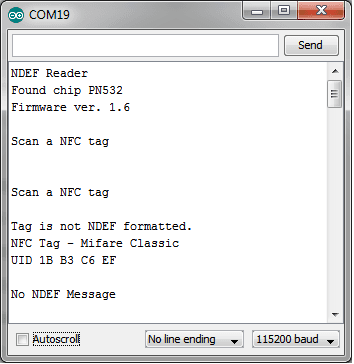 COM19
Send
NDEF Reader
Found chip PN532
Firmware ver. 1.6
Scan a NFC tag
Scan a NFC tag
Tag is not NDEF formatted.
NFC Tag - Mifare Classic
UID 1B B3 C6 EF
No NDEF Message
Autoscroll
No line ending
115200 baud